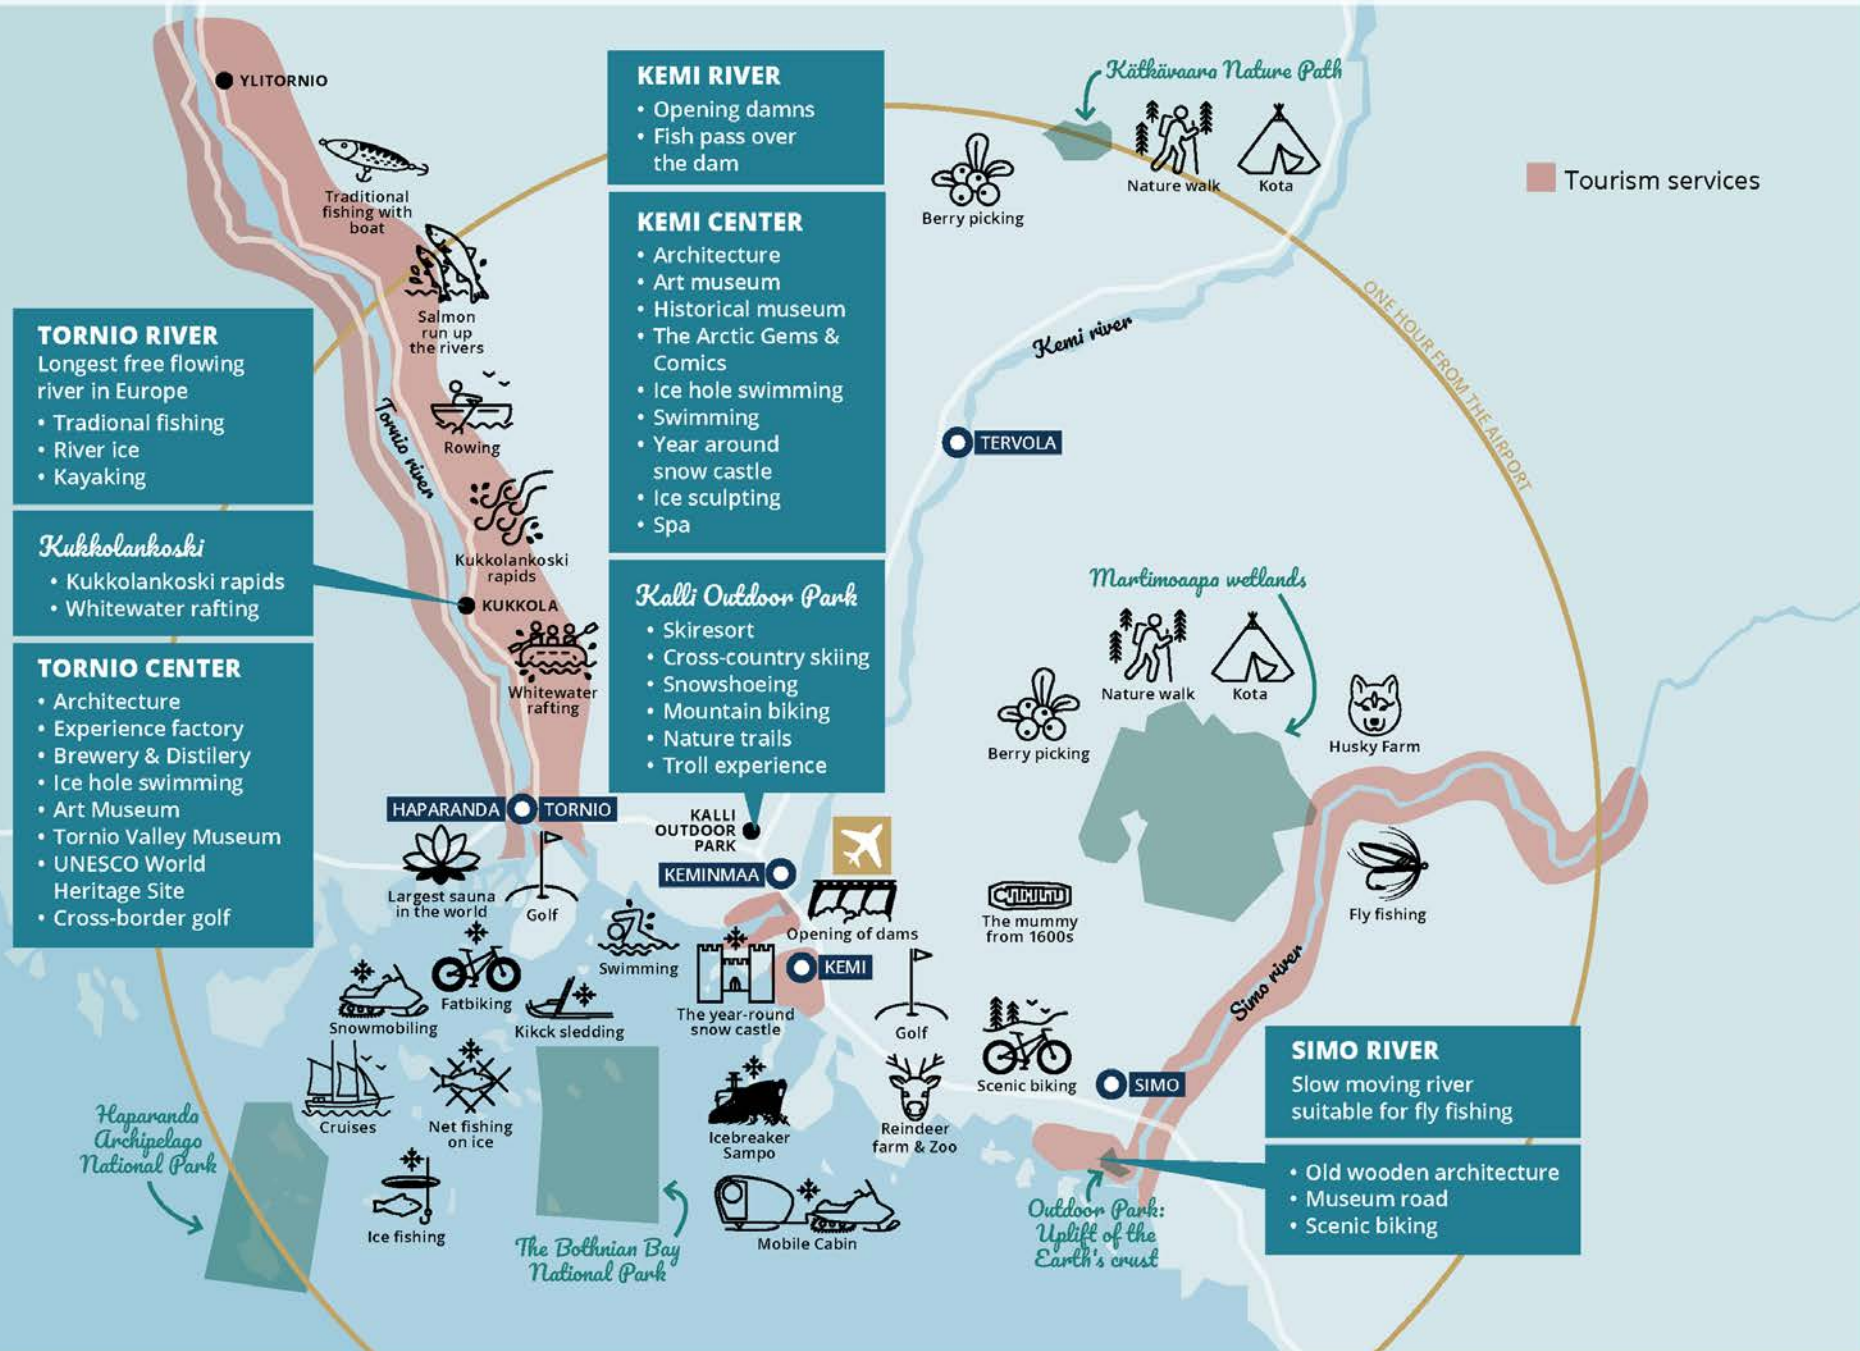 YLITORNIO
Traditional
fishing with
boat
Salmon
run up
the rivers
Rowing
Tornio river
Kukkolankoski
rapids
KUKKOLA
Whitewater
rafting
TORNIO RIVER
Longest free flowing
river in Europe
• Tradional fishing
• River ice
• Kayaking
Kukkolankoski
• Kukkolankoski rapids
• Whitewater rafting
TORNIO CENTER
• Architecture
• Experience factory
• Brewery & Distilery
• Ice hole swimming
• Art Museum
• Tornio Valley Museum
• UNESCO World
Heritage Site
• Cross-border golf
KEMI RIVER
• Opening damns
• Fish pass over
the dam
KEMI CENTER
• Architecture
• Art museum
• Historical museum
• The Arctic Gems &
Comics
• Ice hole swimming
• Swimming
• Year around
snow castle
• Ice sculpting
• Spa
Kalli Outdoor Park
• Skiresort
• Cross-country skiing
• Snowshoeing
• Mountain biking
• Nature trails
• Troll experience
Kätkävaara Nature Path
Berry picking
Nature walk
Kota
Tourism services
ONE HOUR FROM THE AIRPORT
Kemi river
TERVOLA
Martimoaapa wetlands
Nature walk
Kota
Berry picking
Husky Farm
HAPARANDA
TORNIO
KALLI
OUTDOOR
PARK
KEMINMAA
Largest sauna
in the world
Golf
Swimming
Opening of dams
The mummy
from 1600s
Fly fishing
KEMI
Fatbiking
Snowmobiling
Kikck sledding
The year-round
snow castle
Golf
Simo river
Scenic biking
SIMO
Cruises
Net fishing
on ice
Icebreaker
Sampo
Reindeer
farm & Zoo
Haparanda
Archipelago
National Park
Ice fishing
The Bothnian Bay
National Park
Mobile Cabin
Outdoor Park:
Uplift of the
Earth's crust
SIMO RIVER
Slow moving river
suitable for fly fishing
• Old wooden architecture
• Museum road
• Scenic biking